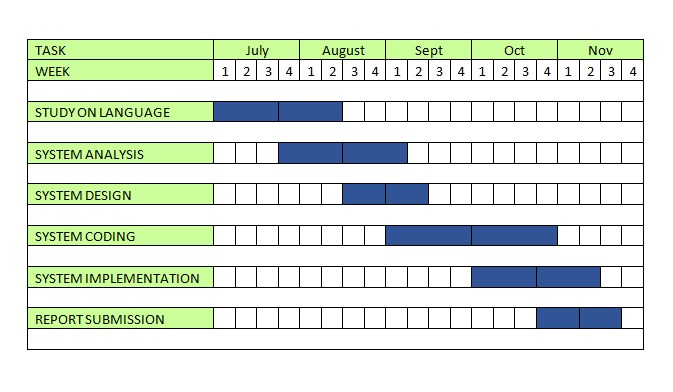 TASK July August Sept Oct Nov
WEEK 1 2 3 4 1 2 3 4 1 2 3 4 1 2 3 4 1 2 3 4
STUDY ON LANGUAGE
SYSTEM ANALYSIS
SYSTEM DESIGN
SYSTEM CODING
SYSTEM IMPLEMENTATION
REPORT SUBMISSION